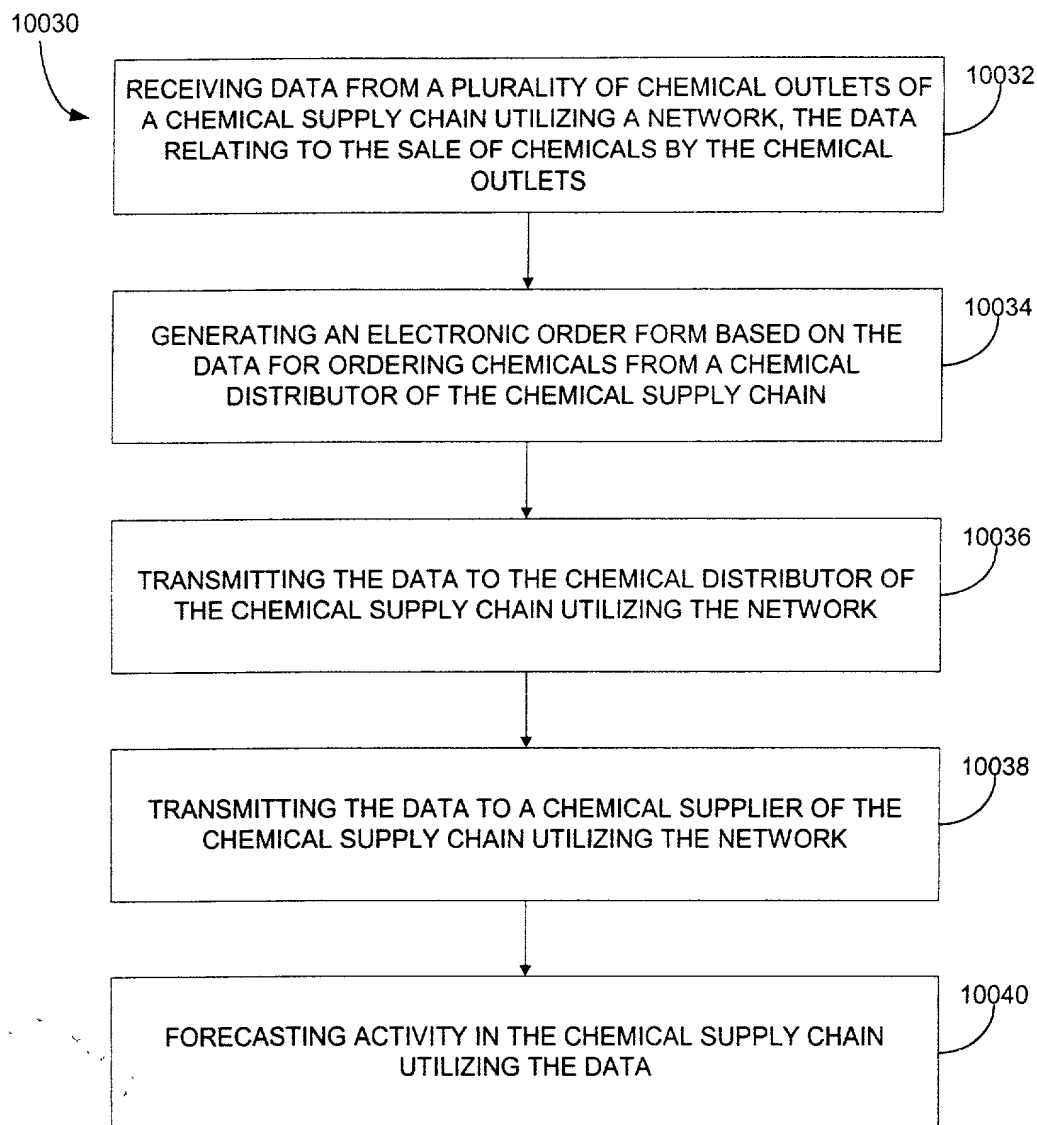 10030
10032
RECEIVING DATA FROM A PLURALITY OF CHEMICAL OUTLETS OF
A CHEMICAL SUPPLY CHAIN UTILIZING A NETWORK, THE DATA
RELATING TO THE SALE OF CHEMICALS BY THE CHEMICAL
OUTLETS
10034
GENERATING AN ELECTRONIC ORDER FORM BASED ON THE
DATA FOR ORDERING CHEMICALS FROM A CHEMICAL
DISTRIBUTOR OF THE CHEMICAL SUPPLY CHAIN
10036
TRANSMITTING THE DATA TO THE CHEMICAL DISTRIBUTOR OF
THE CHEMICAL SUPPLY CHAIN UTILIZING THE NETWORK
10038
TRANSMITTING THE DATA TO A CHEMICAL SUPPLIER OF THE
CHEMICAL SUPPLY CHAIN UTILIZING THE NETWORK
10040
FORECASTING ACTIVITY IN THE CHEMICAL SUPPLY CHAIN
UTILIZING THE DATA